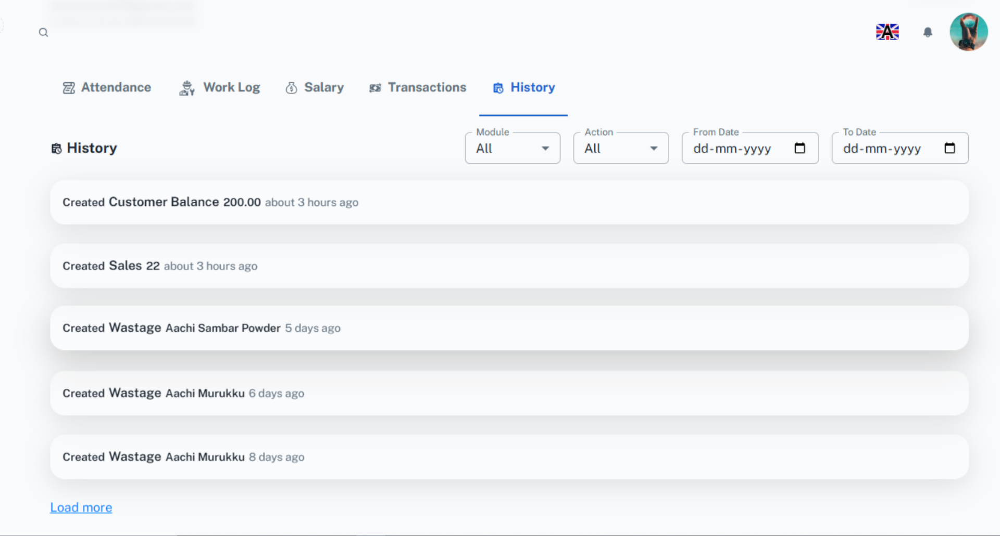 A
Attendance
Work Log
Salary
Transactions
History
History
Module
All
Action
All
From Date
dd-mm-yyyy
To Date
dd-mm-yyyy
Created Customer Balance 200.00 about 3 hours ago
Created Sales 22 about 3 hours ago
Created Wastage Aachi Sambar Powder 5 days ago
Created Wastage Aachi Murukku 6 days ago
Created Wastage Aachi Murukku 8 days ago
Load more